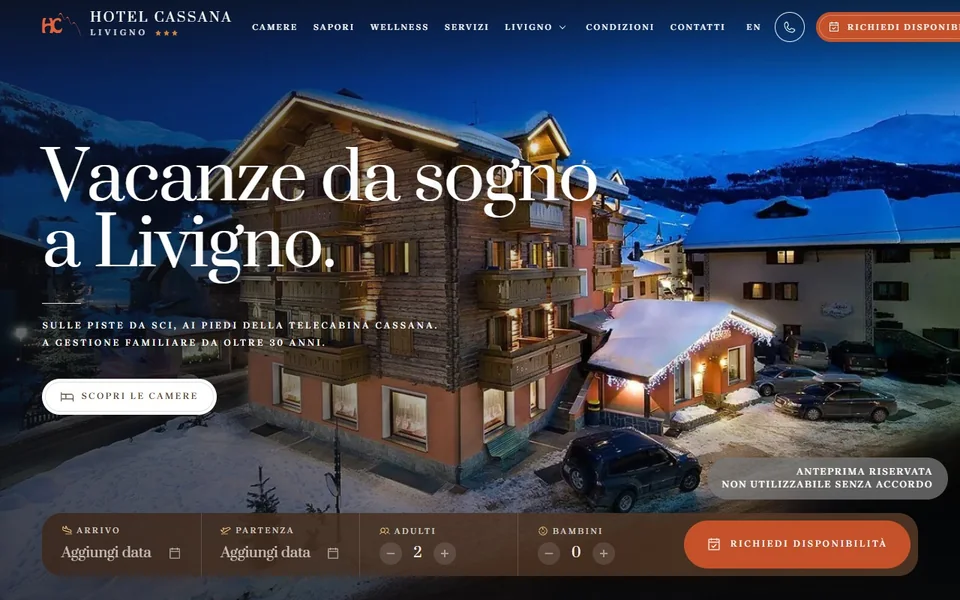 HC
HOTEL CASSANA
LIVIGNO
CAMERE SAPORI WELLNESS SERVIZI LIVIGNO CONDIZIONI CONTATTI EN
RICHIEDI DISPONIBI
Vacanze da sogno
a Livigno.
SULLE PISTE DA SCI, AI PIEDI DELLA TELECABINA CASSANA.
A GESTIONE FAMILIARE DA OLTRE 30 ANNI.
SCOPRI LE CAMERE
ANTEPRIMA RISERVATA
NON UTILIZZABILE SENZA ACCORDO
ARRIVO
Aggiungi data
PARTENZA
Aggiungi data
ADULTI
− 2 +
BAMBINI
− 0 +
RICHIEDI DISPONIBILITÀ